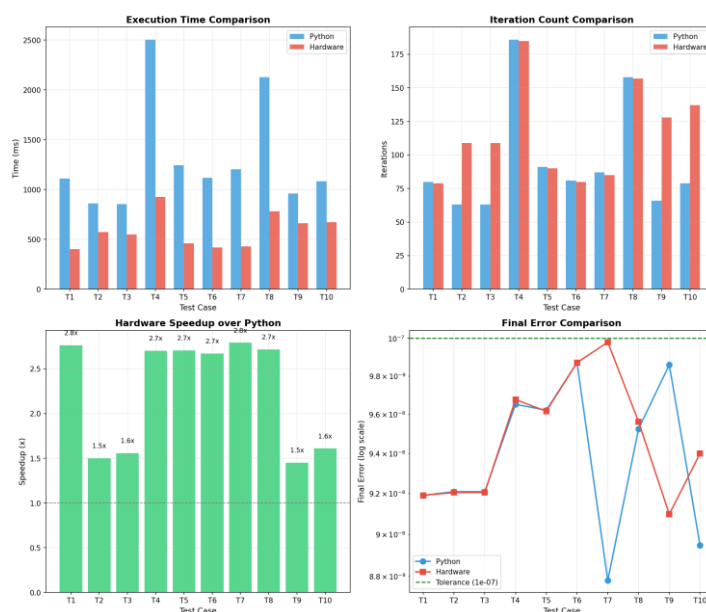 Execution Time Comparison
Python
Hardware
2500
2000
1500
1000
500
0
Time (ms)
T1 T2 T3 T4 T5 T6 T7 T8 T9 T10
Test Case
Iteration Count Comparison
Python
Hardware
175
150
125
100
75
50
25
0
Iterations
T1 T2 T3 T4 T5 T6 T7 T8 T9 T10
Test Case
Hardware Speedup over Python
2.8x 1.5x 1.6x 2.7x 2.7x 2.7x 2.8x 2.7x 1.5x 1.6x
2.5
2.0
1.5
1.0
0.5
0.0
Speedup (x)
T1 T2 T3 T4 T5 T6 T7 T8 T9 T10
Test Case
Final Error Comparison
10⁻⁷
9.8 × 10⁻⁸
9.6 × 10⁻⁸
9.4 × 10⁻⁸
9.2 × 10⁻⁸
9 × 10⁻⁸
8.8 × 10⁻⁸
Final Error (log scale)
Python
Hardware
Tolerance (1e-07)
T1 T2 T3 T4 T5 T6 T7 T8 T9 T10
Test Case